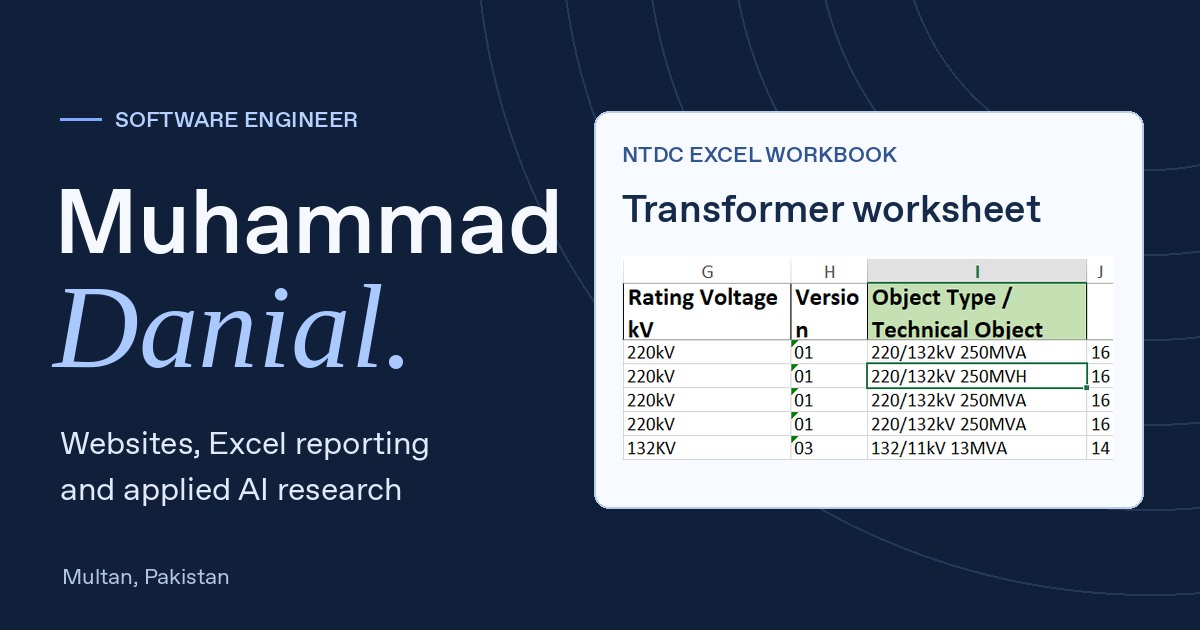 SOFTWARE ENGINEER
Muhammad
Danial.
Websites, Excel reporting
and applied AI research
Multan, Pakistan
NTDC EXCEL WORKBOOK
Transformer worksheet
G H I J
Rating Voltage Versio Object Type /
kV n Technical Object
220kV 01 220/132kV 250MVA 16
220kV 01 220/132kV 250MVH 16
220kV 01 220/132kV 250MVA 16
220kV 01 220/132kV 250MVA 16
132KV 03 132/11kV 13MVA 14